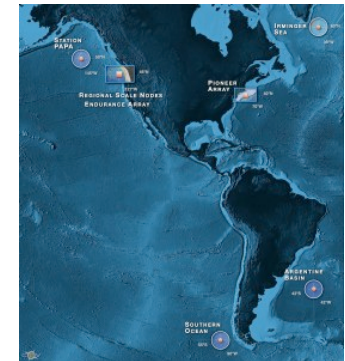 STATION
PAPA
IRMINGER
SEA
PIONEER
ARRAY
REGIONAL SCALE NODES
ENDURANCE ARRAY
ARGENTINE
BASIN
SOUTHERN
OCEAN